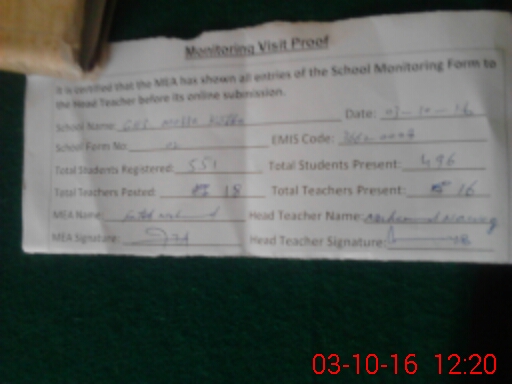 Monitoring Visit Proof
It is certified that the MEA has shown all entries of the School Monitoring Form to
the Head Teacher before its online submission.
School Name: Date: 03-10-16
School Form No: EMIS Code:
Total Students Registered: 551 Total Students Present: 496
Total Teachers Posted: 18 Total Teachers Present: 16
MEA Name: Head Teacher Name:
MEA Signature: Head Teacher Signature:
03-10-16 12:20